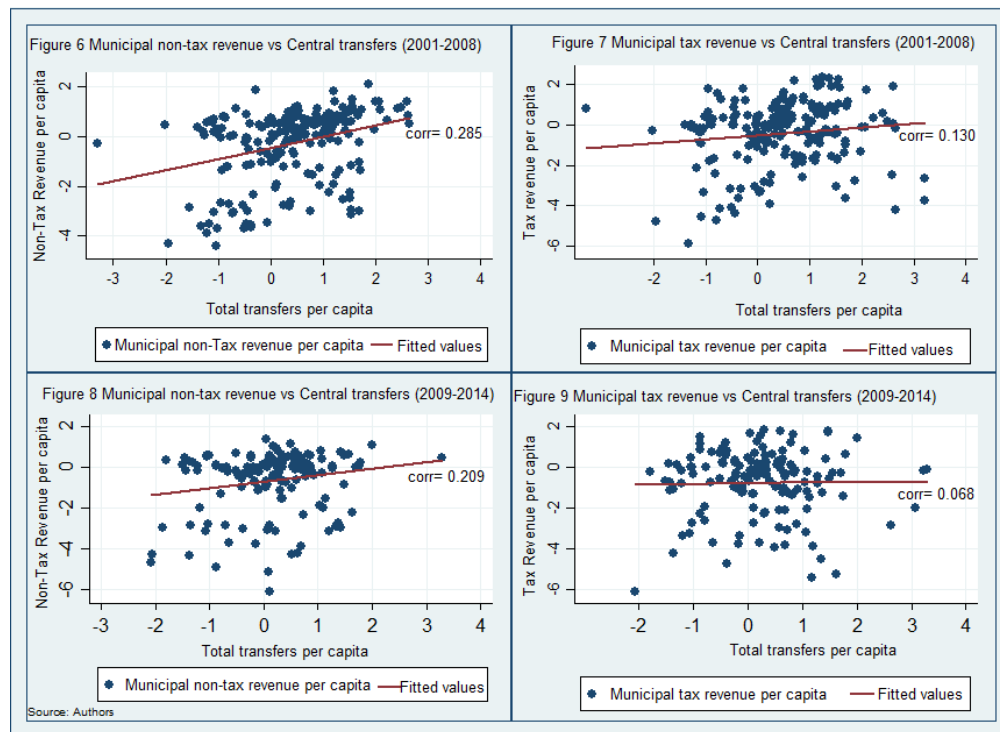 Figure 6 Municipal non-tax revenue vs Central transfers (2001-2008)
Non-Tax Revenue per capita
2
0
-2
-4
corr= 0.285
-3 -2 -1 0 1 2 3 4
Total transfers per capita
Municipal non-Tax revenue per capita Fitted values
Figure 7 Municipal tax revenue vs Central transfers (2001-2008)
Tax revenue per capita
2
0
-2
-4
-6
corr= 0.130
-2 -1 0 1 2 3 4
Total transfers per capita
Municipal tax revenue per capita Fitted values
Figure 8 Municipal non-tax revenue vs Central transfers (2009-2014)
Non-Tax Revenue per capita
2
0
-2
-4
-6
corr= 0.209
-3 -2 -1 0 1 2 3 4
Total transfers per capita
Municipal non-tax revenue per capita Fitted values
Figure 9 Municipal tax revenue vs Central transfers (2009-2014)
Tax Revenue per capita
2
0
-2
-4
-6
corr= 0.068
-3 -2 -1 0 1 2 3 4
Total transfers per capita
Municipal tax revenue per capita Fitted values
Source: Authors